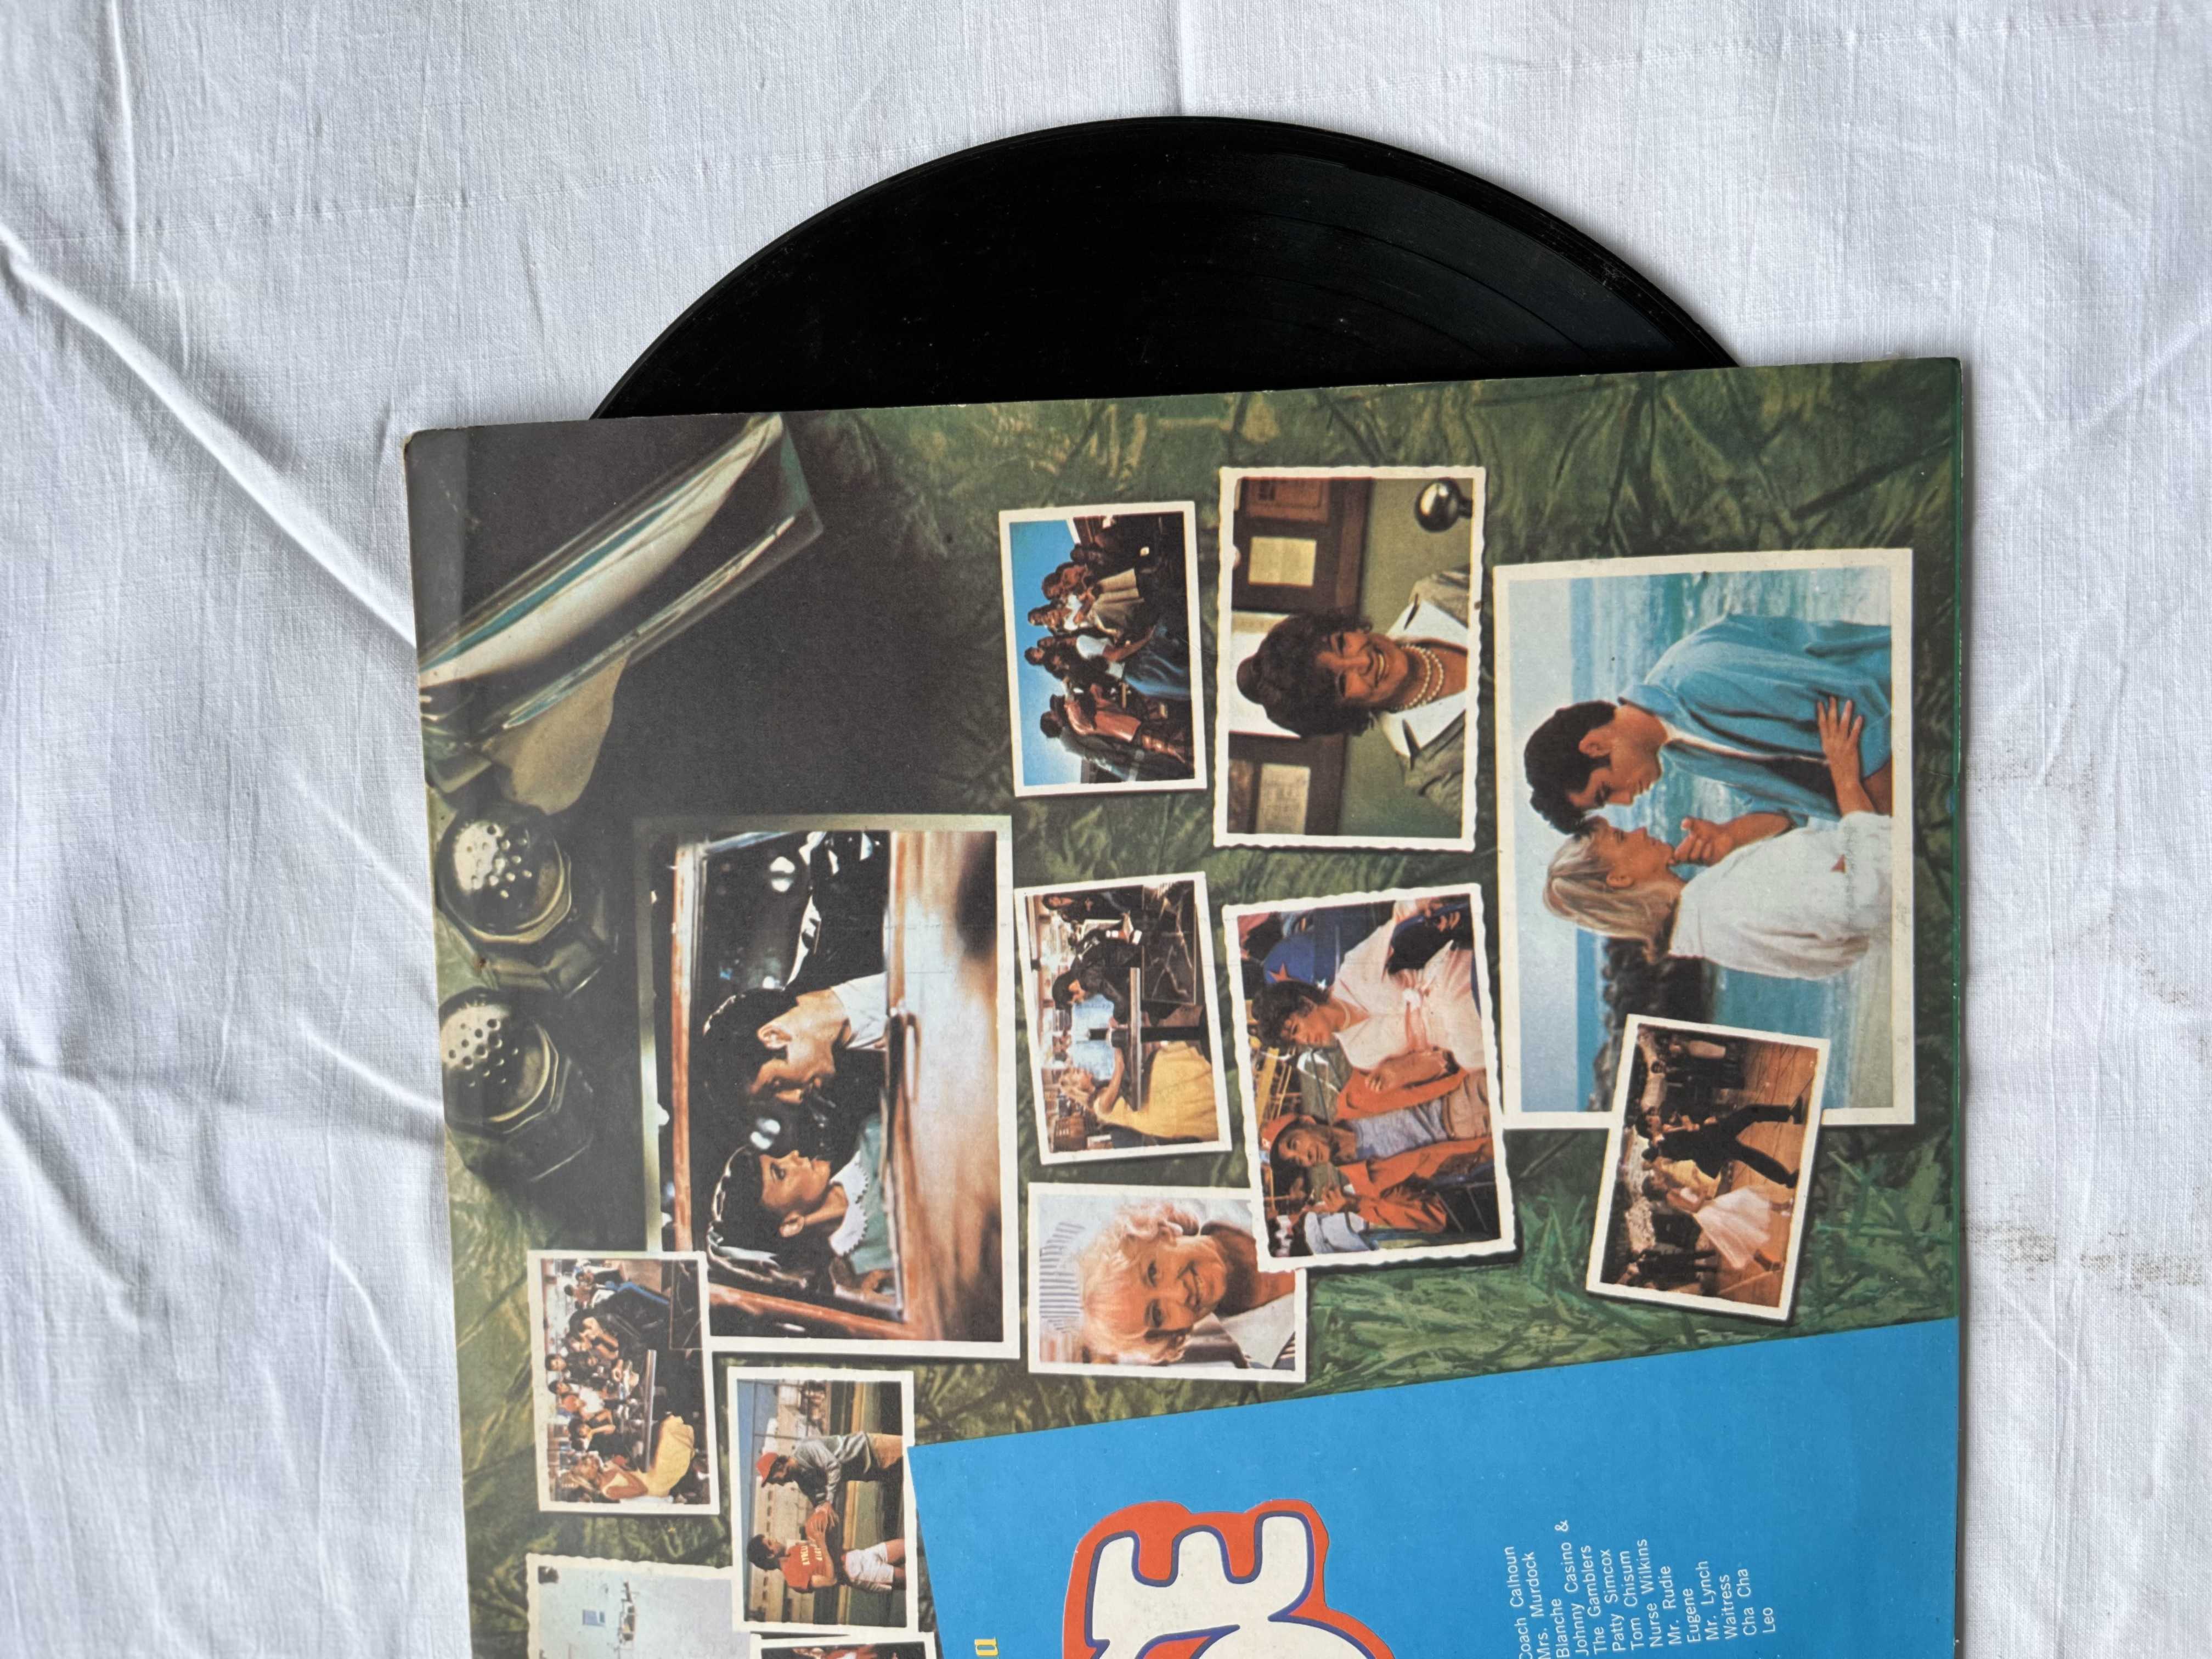 Coach Calhoun
Mrs. Murdock
Blanche
Johnny Casino &
The Gamblers
Patty Simcox
Tom Chisum
Nurse Wilkins
Mr. Rudie
Eugene
Mr. Lynch
Waitress
Cha Cha
Leo